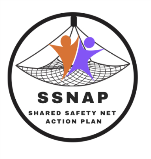 SSNAP
SHARED SAFETY NET
ACTION PLAN